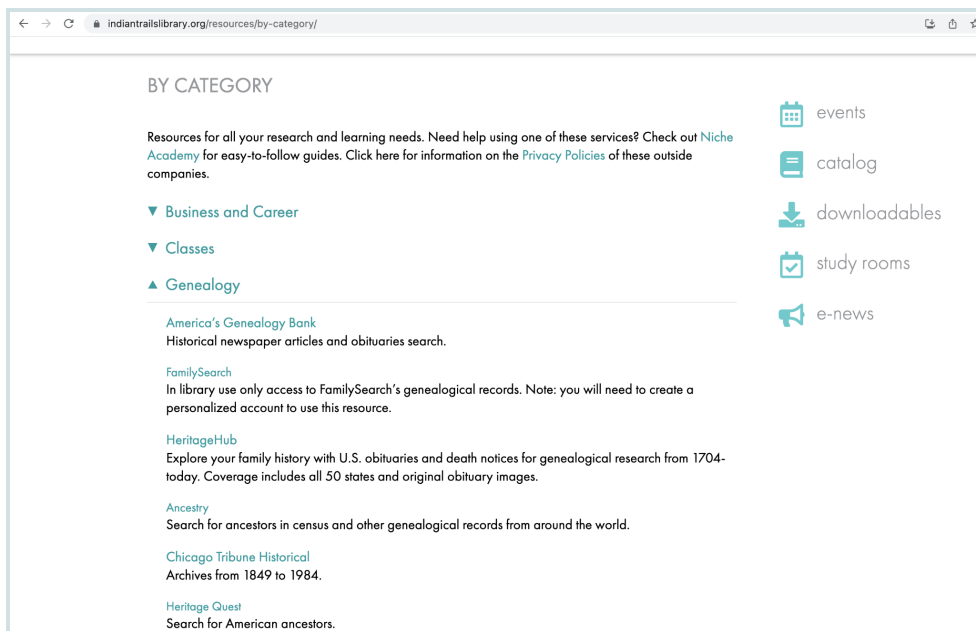 indiantrailslibrary.org/resources/by-category/
BY CATEGORY
Resources for all your research and learning needs. Need help using one of these services? Check out Niche
Academy for easy-to-follow guides. Click here for information on the Privacy Policies of these outside
companies.
Business and Career
Classes
Genealogy
America's Genealogy Bank
Historical newspaper articles and obituaries search.
FamilySearch
In library use only access to FamilySearch's genealogical records. Note: you will need to create a
personalized account to use this resource.
HeritageHub
Explore your family history with U.S. obituaries and death notices for genealogical research from 1704-
today. Coverage includes all 50 states and original obituary images.
Ancestry
Search for ancestors in census and other genealogical records from around the world.
Chicago Tribune Historical
Archives from 1849 to 1984.
Heritage Quest
Search for American ancestors.
events
catalog
downloadables
study rooms
e-news